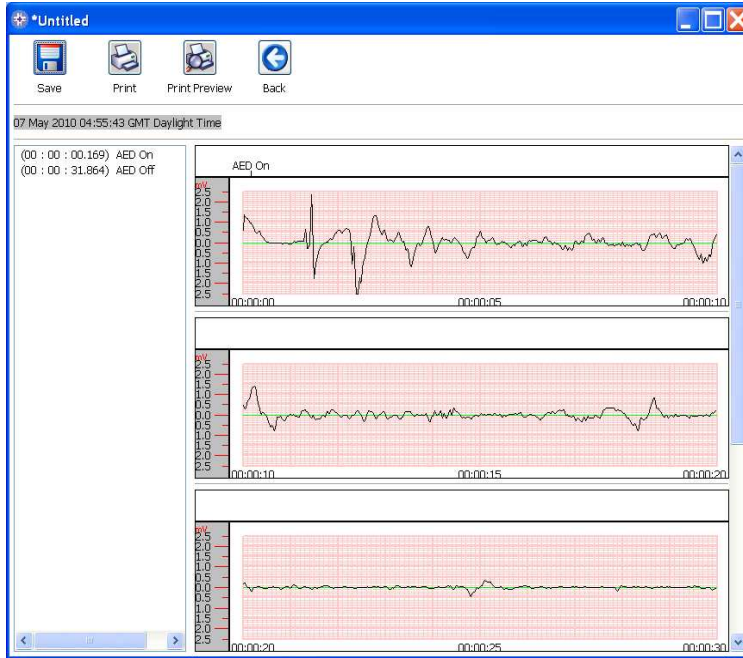 *Untitled
Save Print Print Preview Back
07 May 2010 04:55:43 GMT Daylight Time
(00 : 00 : 00.169) AED On
(00 : 00 : 31.864) AED Off
AED On
mV
2.5
2.0
1.5
1.0
0.5
0.0
0.5
1.0
1.5
2.0
2.5
00:00:00 00:00:05 00:00:10
mV
2.5
2.0
1.5
1.0
0.5
0.0
0.5
1.0
1.5
2.0
2.5
00:00:10 00:00:15 00:00:20
mV
2.5
2.0
1.5
1.0
0.5
0.0
0.5
1.0
1.5
2.0
2.5
00:00:20 00:00:25 00:00:30